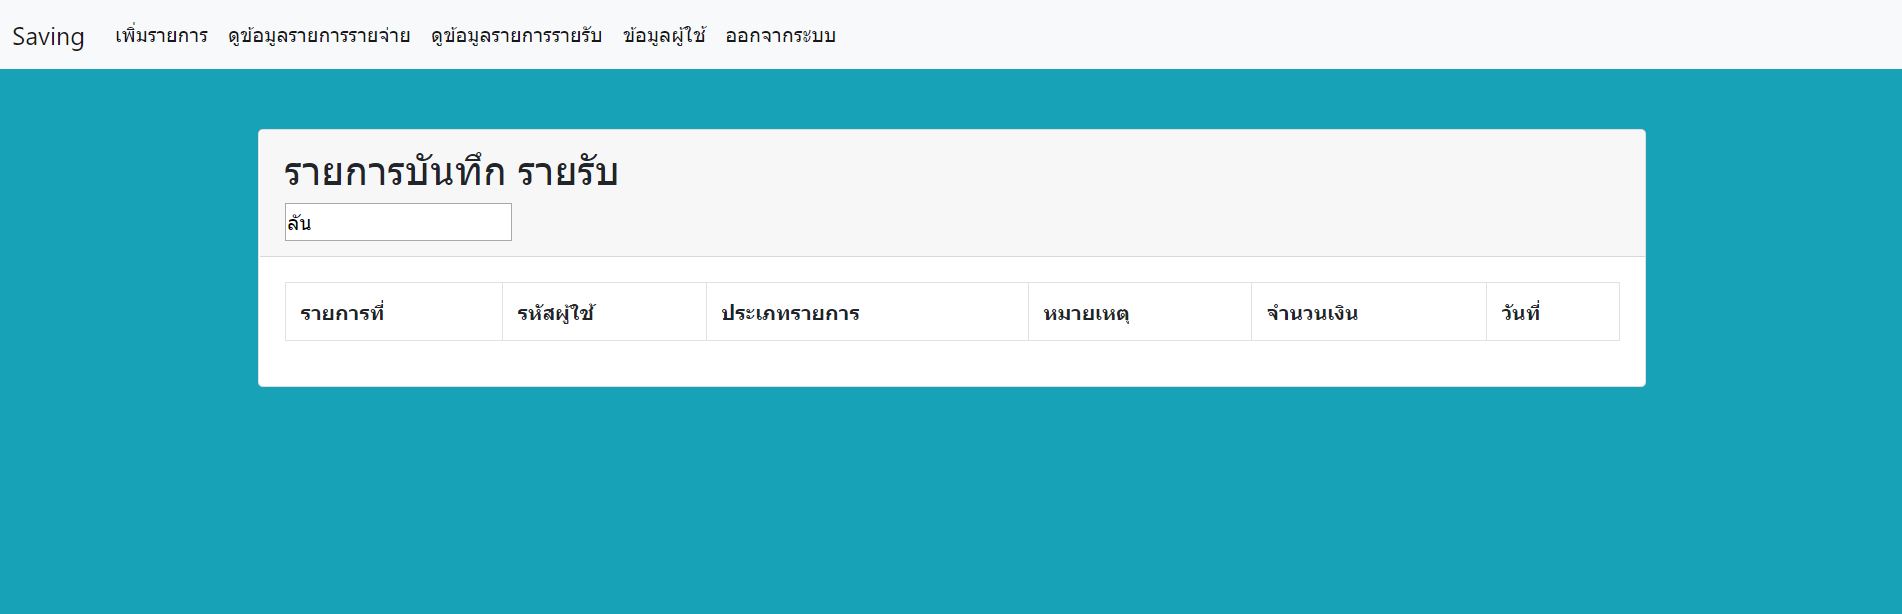 Saving เพิ่มรายการ ดูข้อมูลรายการรายจ่าย ดูข้อมูลรายการรายรับ ข้อมูลผู้ใช้ ออกจากระบบ
รายการบันทึก รายรับ
ลัน
รายการที่ รหัสผู้ใช้ ประเภทรายการ หมายเหตุ จำนวนเงิน วันที่